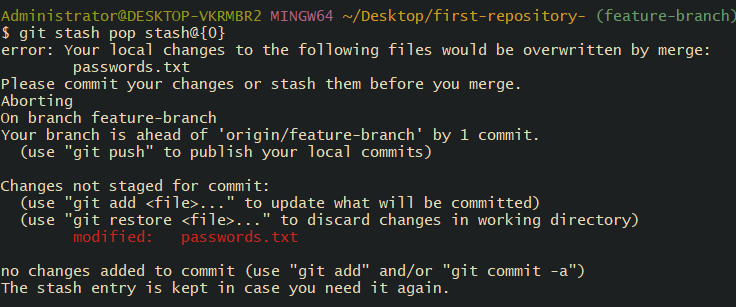 Administrator@DESKTOP-VKRMBR2 MINGW64 ~/Desktop/first-repository- (feature-branch)
$ git stash pop stash@{0}
error: Your local changes to the following files would be overwritten by merge:
        passwords.txt
Please commit your changes or stash them before you merge.
Aborting
On branch feature-branch
Your branch is ahead of 'origin/feature-branch' by 1 commit.
  (use "git push" to publish your local commits)

Changes not staged for commit:
  (use "git add <file>..." to update what will be committed)
  (use "git restore <file>..." to discard changes in working directory)
        modified:   passwords.txt

no changes added to commit (use "git add" and/or "git commit -a")
The stash entry is kept in case you need it again.